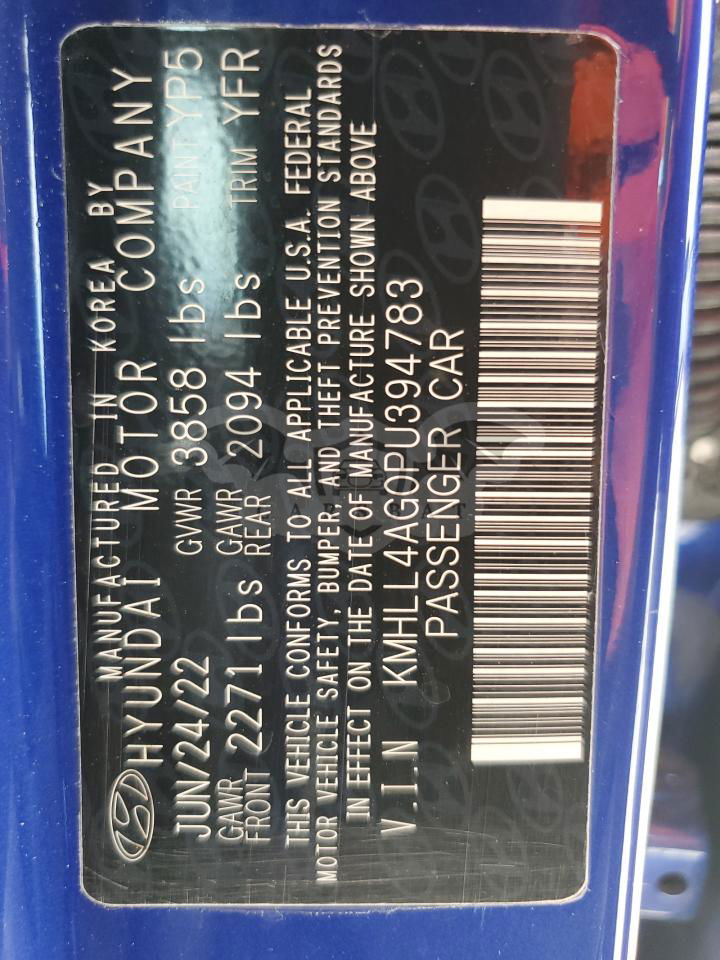 MANUFACTURED IN KOREA BY
HYUNDAI MOTOR COMPANY
JUN/24/22 GVWR 3858 lbs PAINT YP5
GAWR FRONT 2271 lbs GAWR REAR 2094 lbs TRIM YFR
THIS VEHICLE CONFORMS TO ALL APPLICABLE U.S.A. FEDERAL
MOTOR VEHICLE SAFETY, BUMPER, AND THEFT PREVENTION STANDARDS
IN EFFECT ON THE DATE OF MANUFACTURE SHOWN ABOVE
V.I.N KMHLL4AG0PU394783
PASSENGER CAR